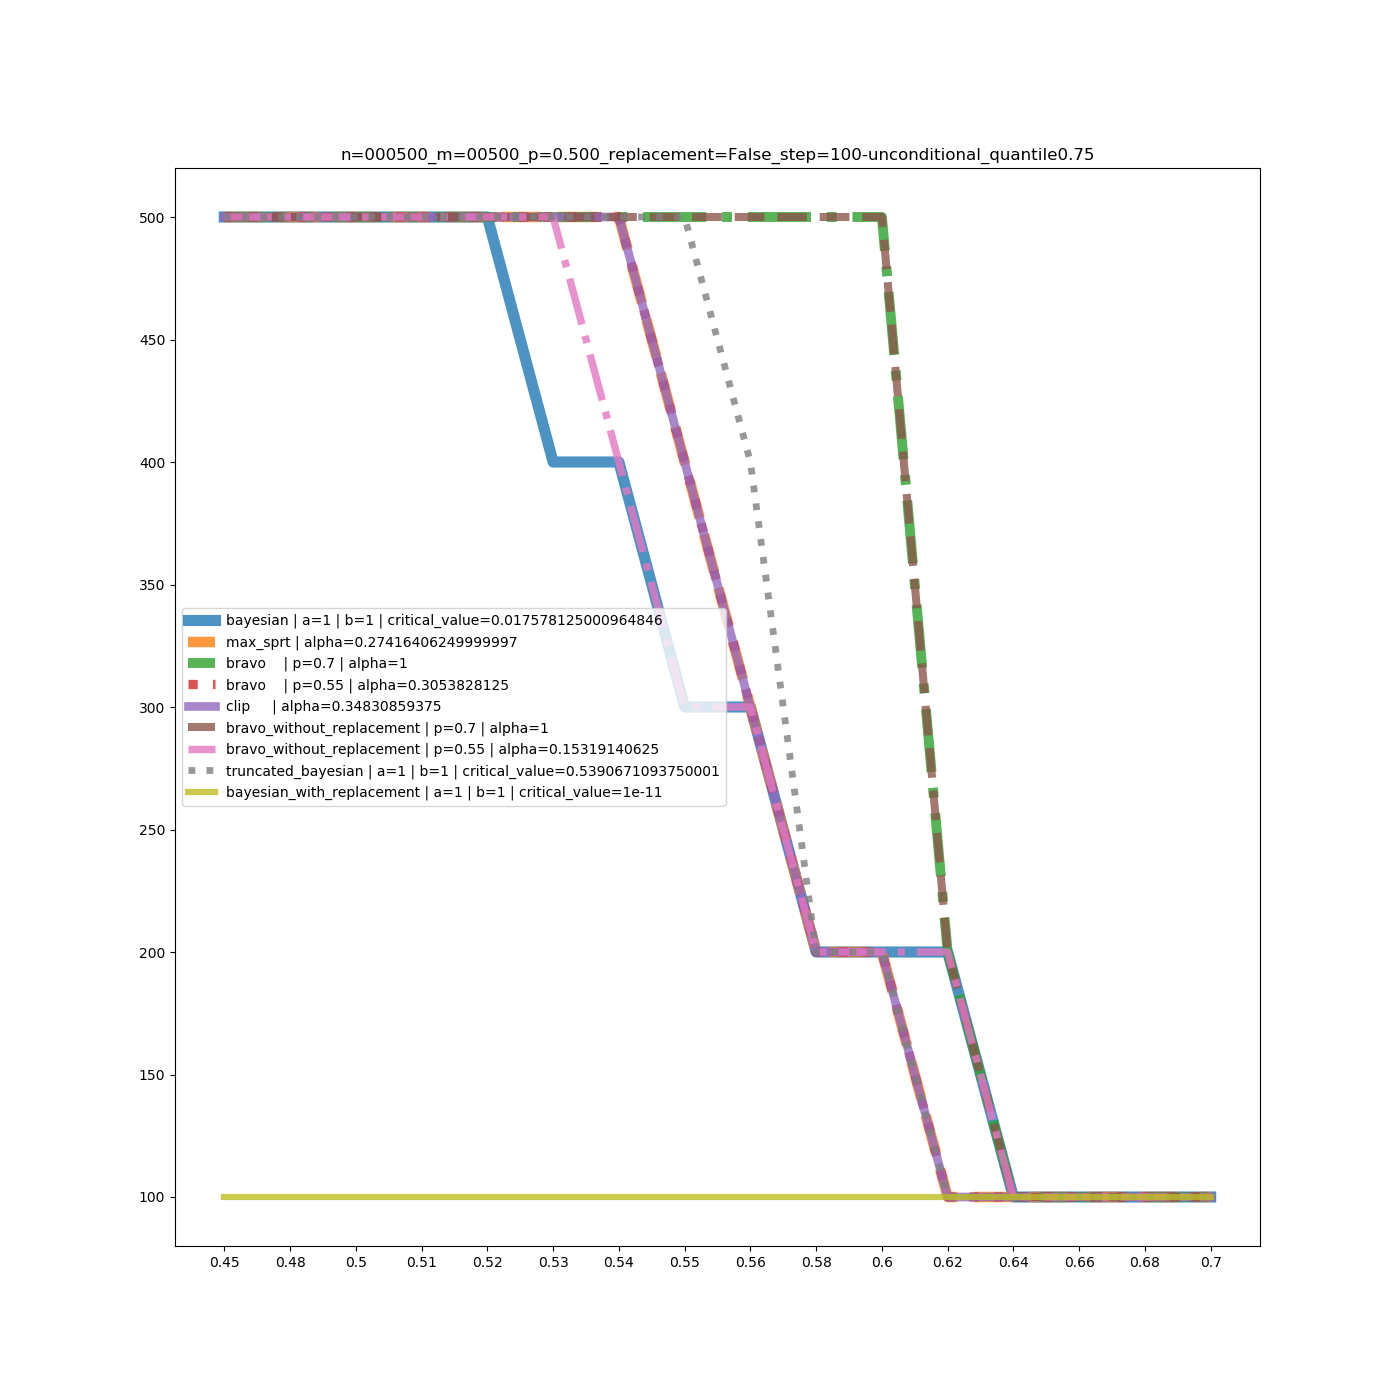 n=000500_m=00500_p=0.500_replacement=False_step=100-unconditional_quantile0.75
500
450
400
350
300
250
200
150
100
bayesian | a=1 | b=1 | critical_value=0.017578125000964846
max_sprt | alpha=0.27416406249999997
bravo    | p=0.7 | alpha=1
bravo    | p=0.55 | alpha=0.3053828125
clip     | alpha=0.34830859375
bravo_without_replacement | p=0.7 | alpha=1
bravo_without_replacement | p=0.55 | alpha=0.15319140625
truncated_bayesian | a=1 | b=1 | critical_value=0.5390671093750001
bayesian_with_replacement | a=1 | b=1 | critical_value=1e-11
0.45 0.48 0.5 0.51 0.52 0.53 0.54 0.55 0.56 0.58 0.6 0.62 0.64 0.66 0.68 0.7